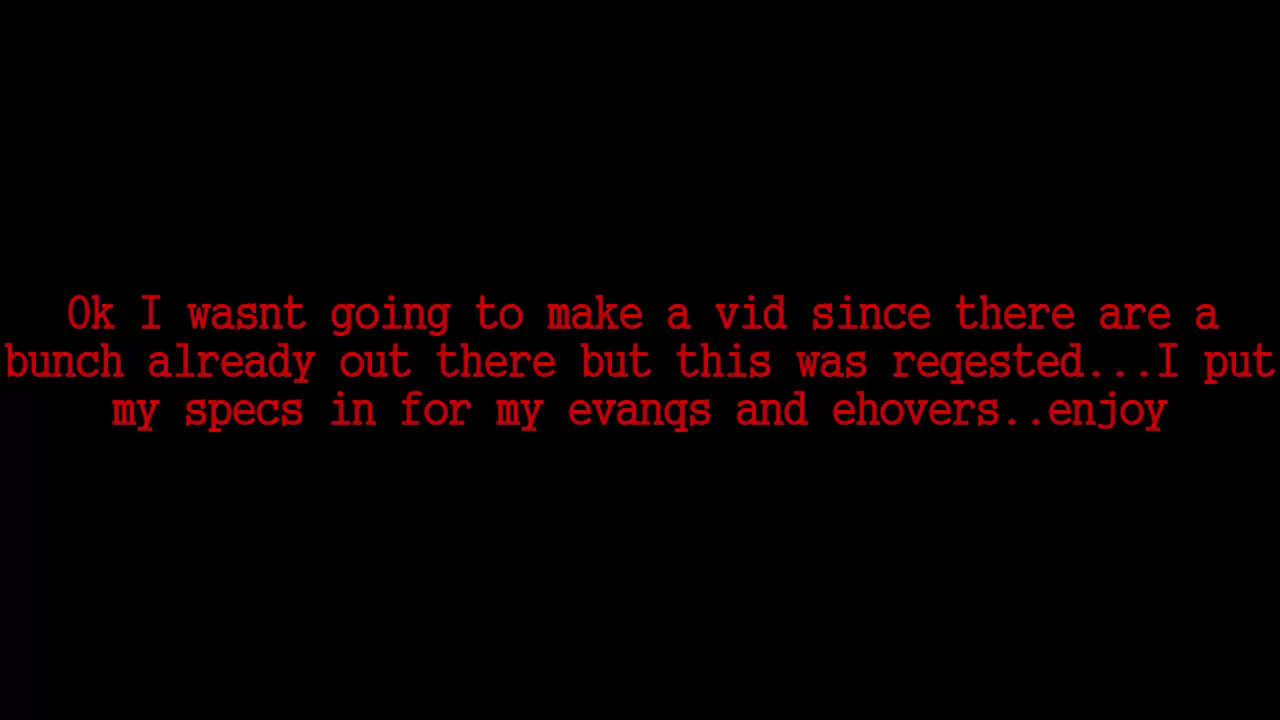 Ok I wasnt going to make a vid since there are a
bunch already out there but this was reqested...I put
my specs in for my evanqs and ehovers..enjoy